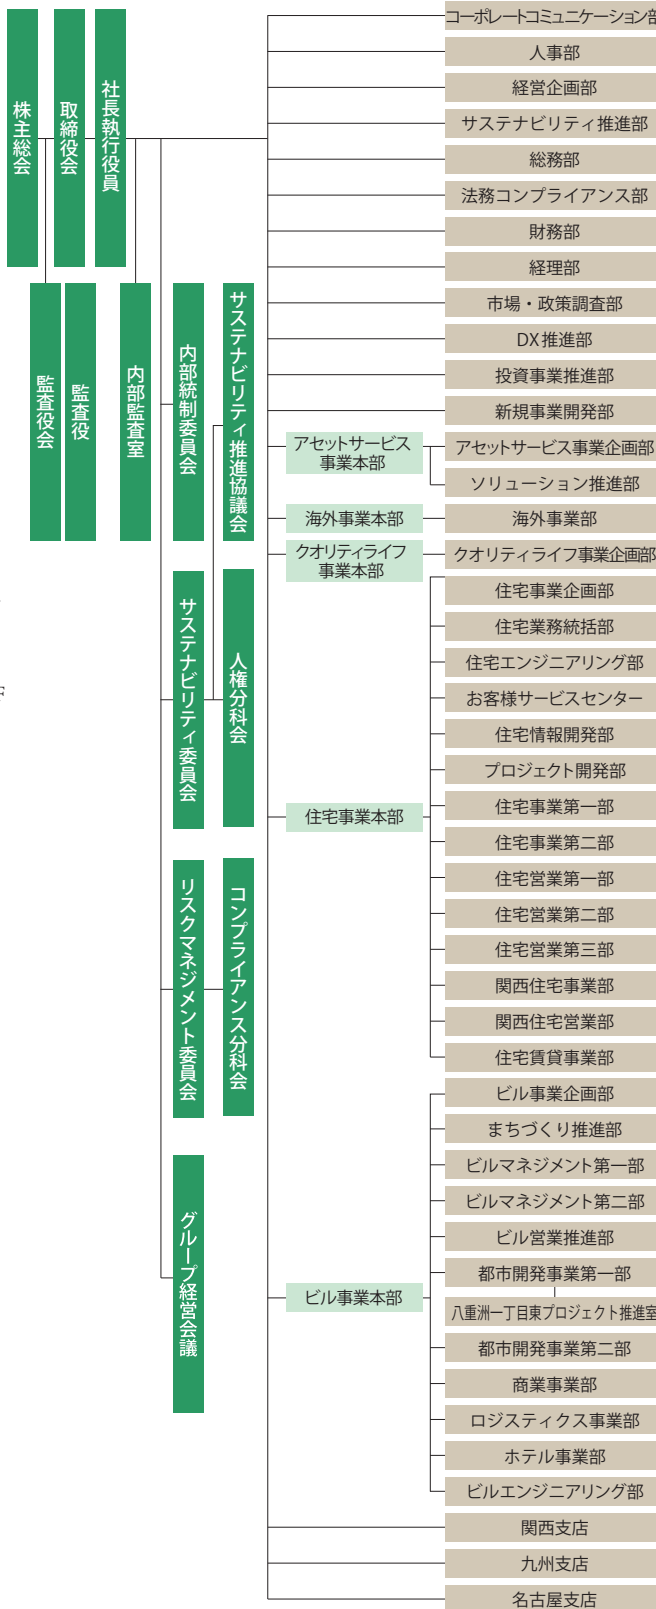 株主総会
取締役会
社長執行役員
監査役会
監査役
内部監査室
内部統制委員会
サステナビリティ推進協議会
サステナビリティ委員会
人権分科会
リスクマネジメント委員会
コンプライアンス分科会
グループ経営会議
コーポレートコミュニケーション部
人事部
経営企画部
サステナビリティ推進部
総務部
法務コンプライアンス部
財務部
経理部
市場・政策調査部
DX推進部
投資事業推進部
新規事業開発部
アセットサービス
事業本部
アセットサービス事業企画部
ソリューション推進部
海外事業本部
海外事業部
クオリティライフ
事業本部
クオリティライフ事業企画部
住宅事業本部
住宅事業企画部
住宅業務統括部
住宅エンジニアリング部
お客様サービスセンター
住宅情報開発部
プロジェクト開発部
住宅事業第一部
住宅事業第二部
住宅営業第一部
住宅営業第二部
住宅営業第三部
関西住宅事業部
関西住宅営業部
住宅賃貸事業部
ビル事業本部
ビル事業企画部
まちづくり推進部
ビルマネジメント第一部
ビルマネジメント第二部
ビル営業推進部
都市開発事業第一部
八重洲一丁目東プロジェクト推進室
都市開発事業第二部
商業事業部
ロジスティクス事業部
ホテル事業部
ビルエンジニアリング部
関西支店
九州支店
名古屋支店